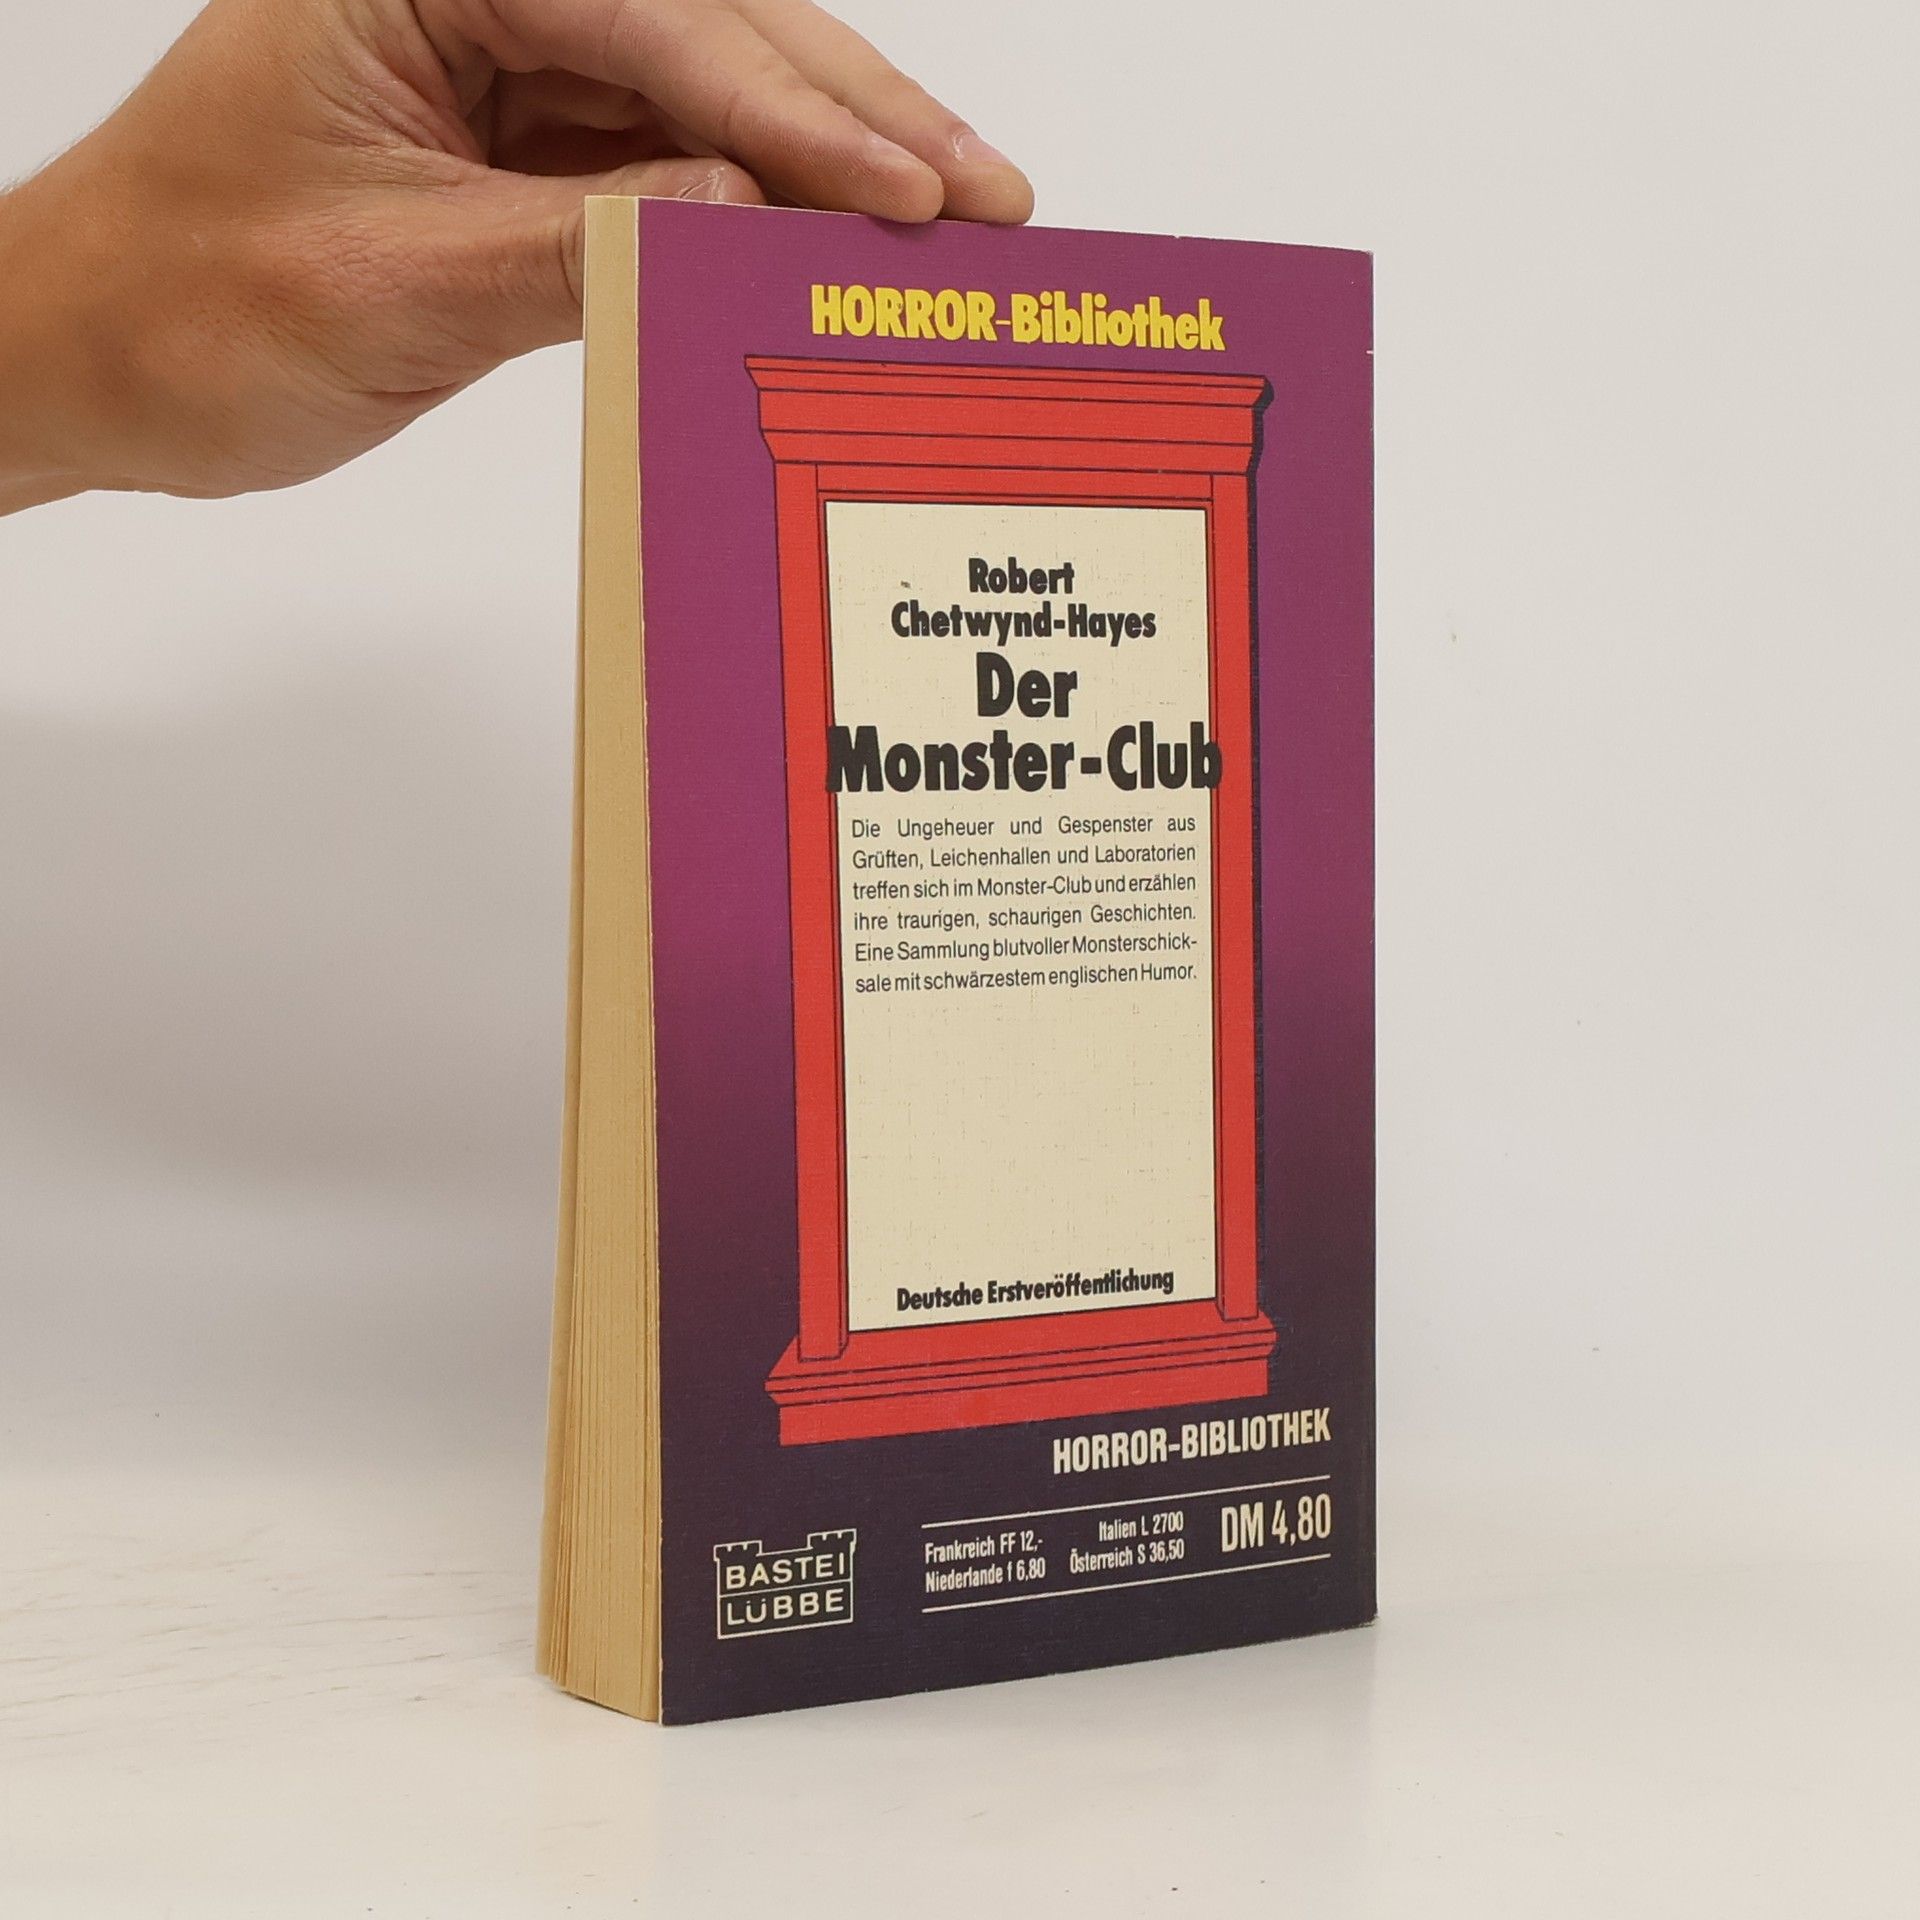 HORROR-Bibliothek
Robert
Chetwynd-Hayes
Der
Monster-Club
Die Ungeheuer und Gespenster aus
Grüften, Leichenhallen und Laboratorien
treffen sich im Monster-Club und erzählen
ihre traurigen, schaurigen Geschichten.
Eine Sammlung blutvoller Monsterschick-
sale mit schwärzestem englischen Humor.
Deutsche Erstveröffentlichung
HORROR-BIBLIOTHEK
BASTEI
LÜBBE
Frankreich FF 12,-
Niederlande f 6,80
Italien L 2700
Österreich S 36,50
DM 4,80